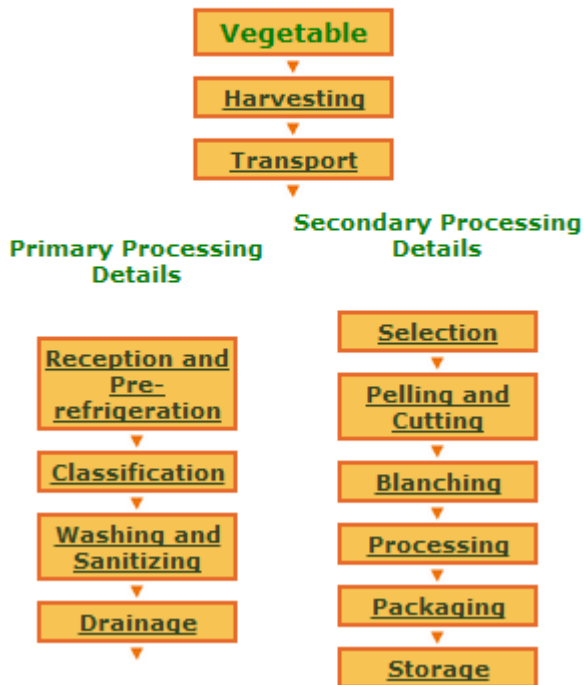 Vegetable
Harvesting
Transport
Primary Processing
Details
Reception and
Pre-
refrigeration
Classification
Washing and
Sanitizing
Drainage
Secondary Processing
Details
Selection
Pelling and
Cutting
Blanching
Processing
Packaging
Storage